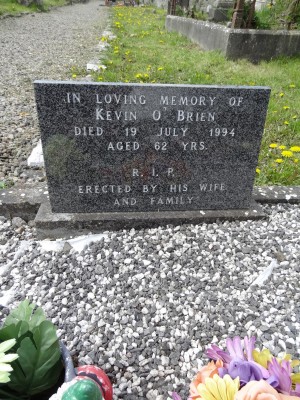 IN LOVING MEMORY OF
KEVIN O' BRIEN
DIED 19 JULY 1994
AGED 62 YRS.
R.I.P.
ERECTED BY HIS WIFE
AND FAMILY